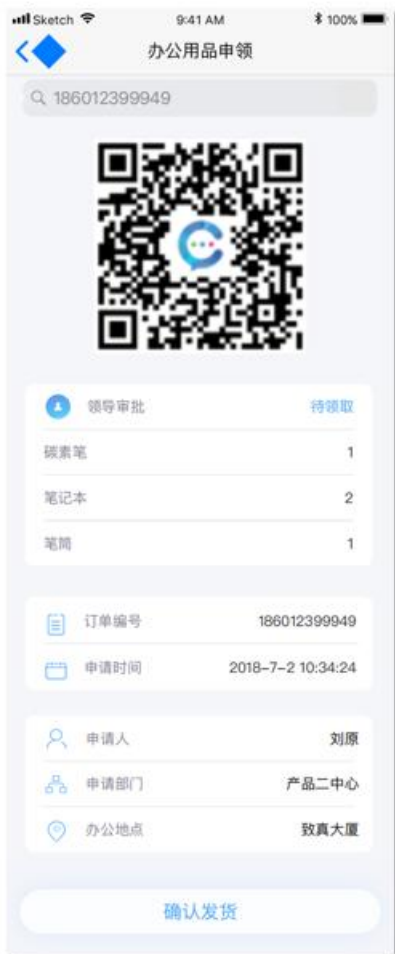 Sketch 9:41 AM 100%
办公用品申领
186012399949
领导审批 待领取
碳素笔 1
笔记本 2
笔筒 1
订单编号 186012399949
申请时间 2018-7-2 10:34:24
申请人 刘原
申请部门 产品二中心
办公地点 致真大厦
确认发货